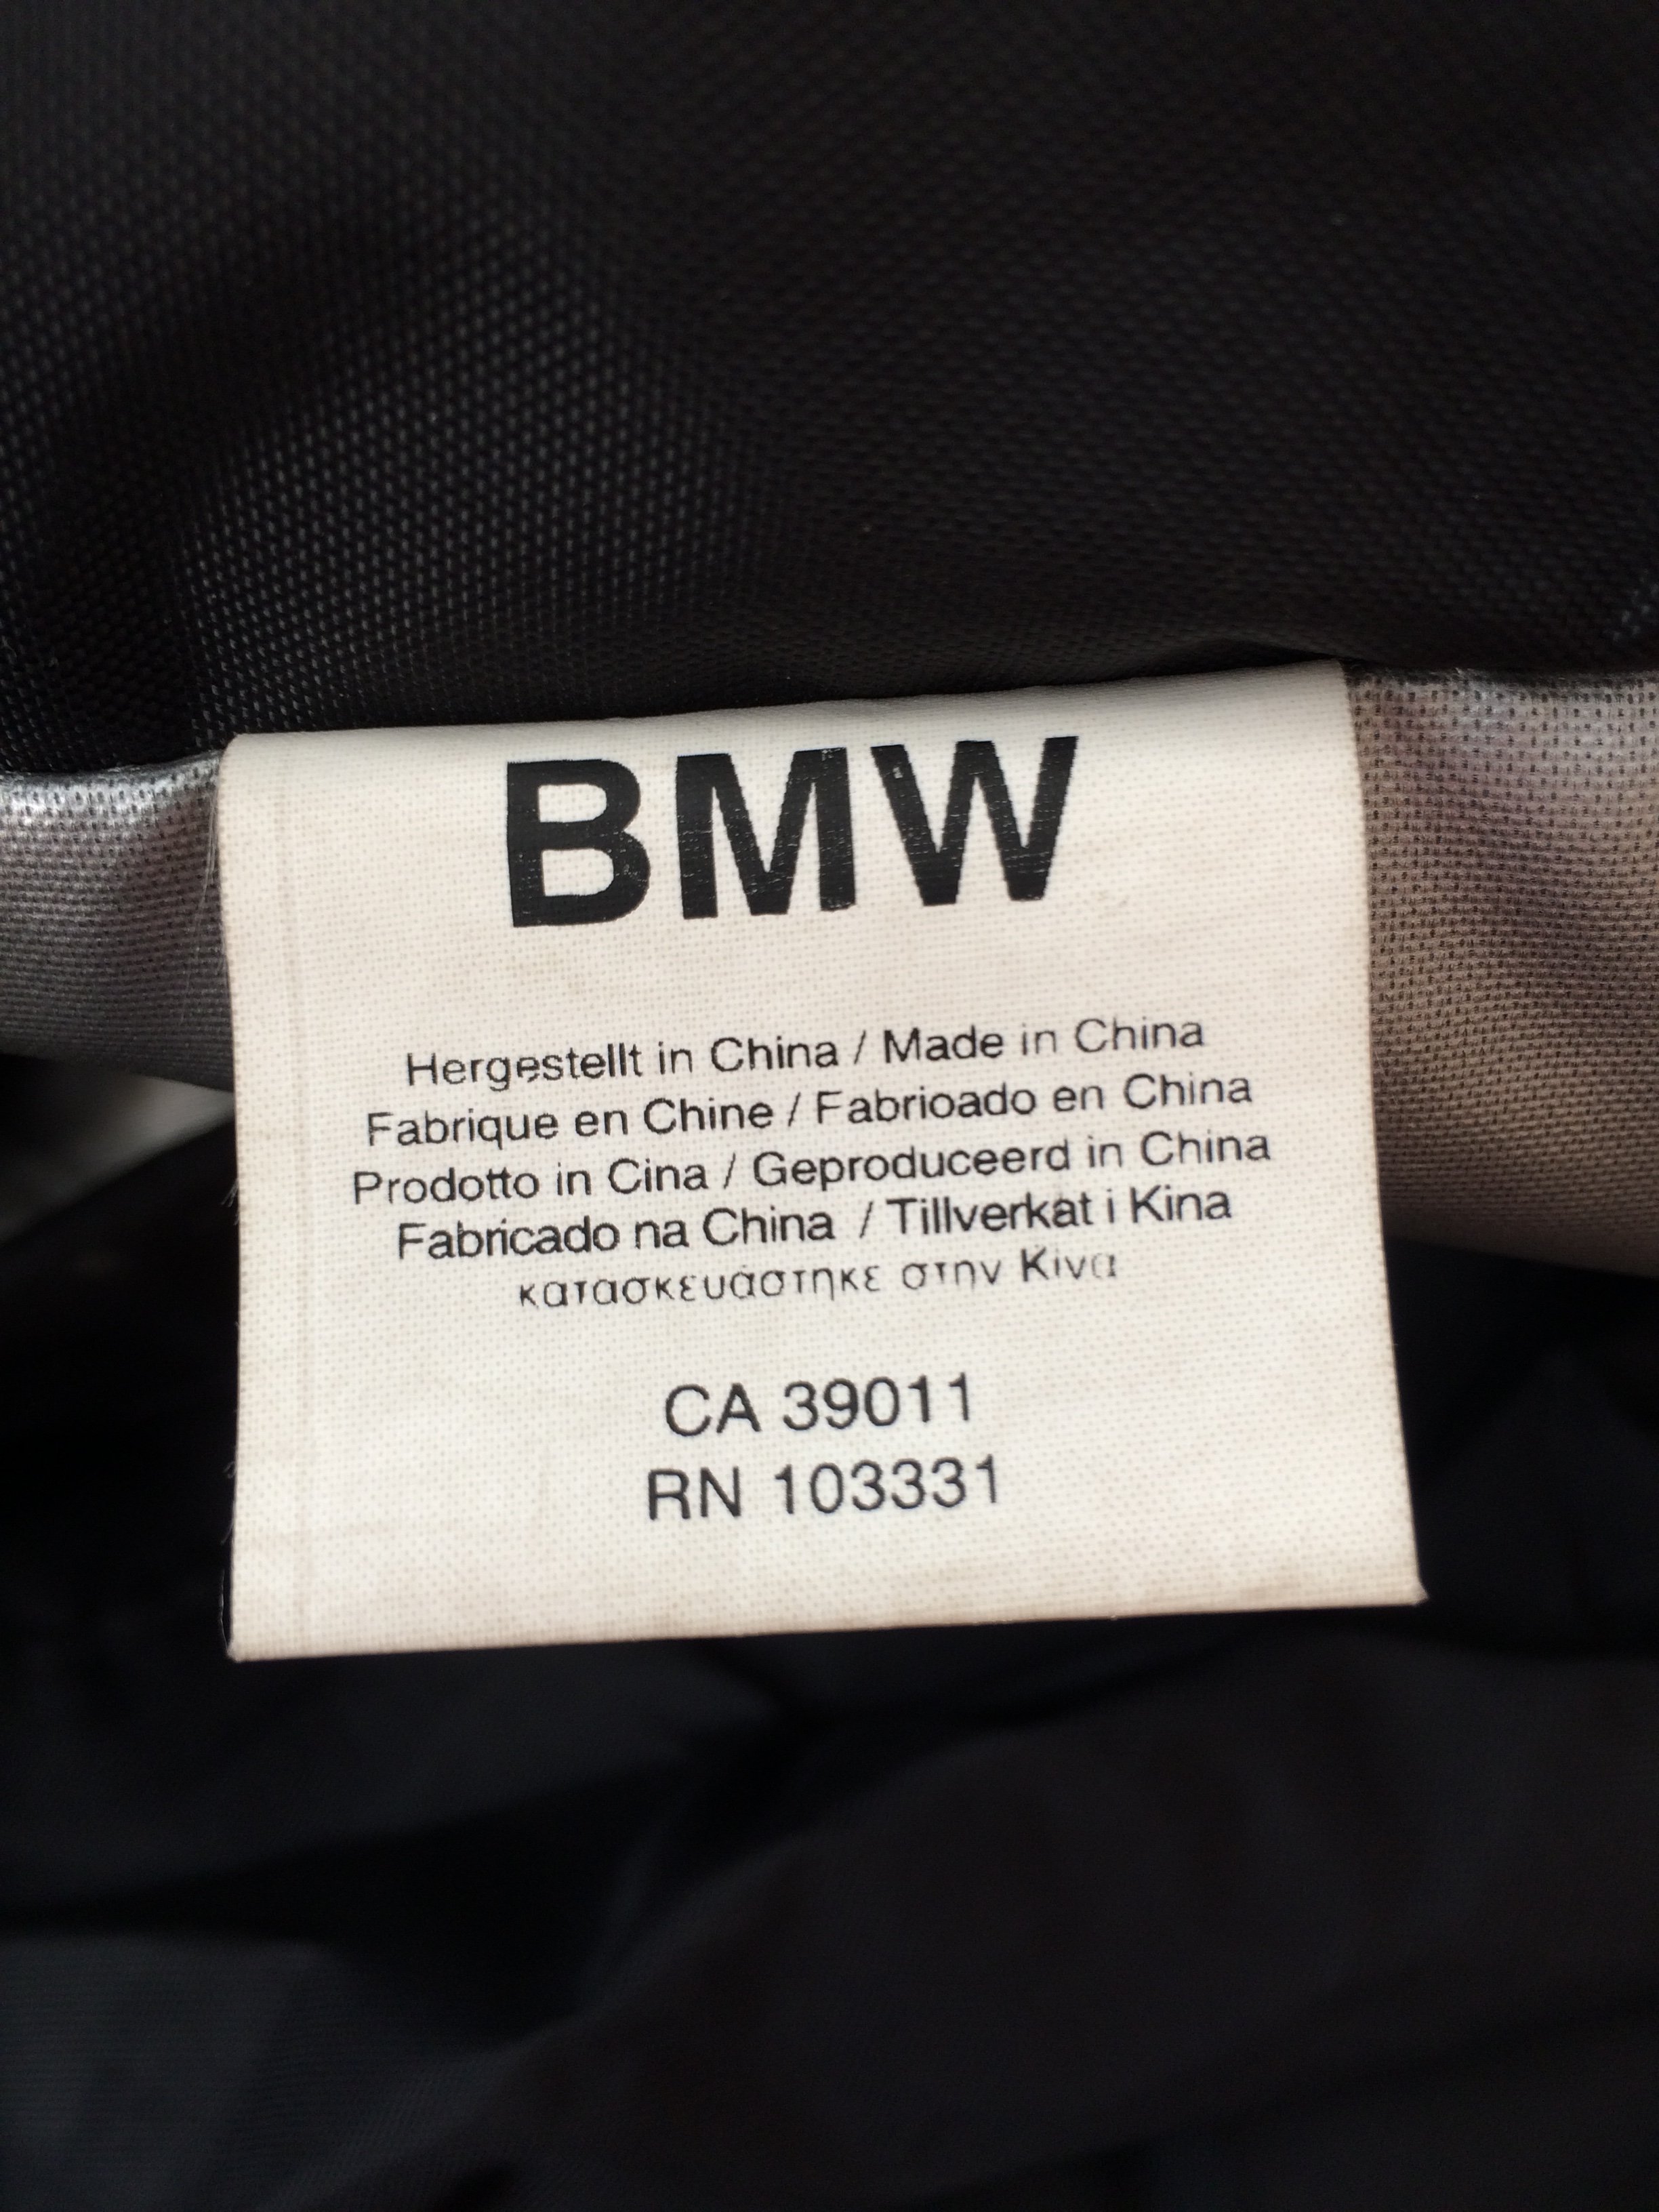 BMW
Hergestellt in China / Made in China
Fabrique en Chine / Fabrioado en China
Prodotto in Cina / Geproduceerd in China
Fabricado na China / Tillverkat i Kina
κατασκευάστηκε στην Κίνα
CA 39011
RN 103331